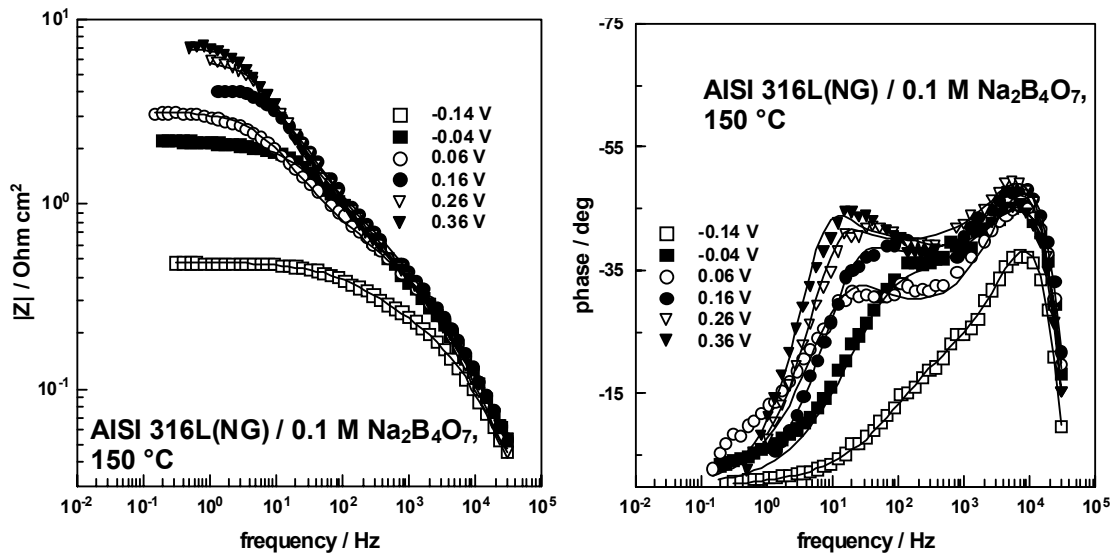 10¹
10⁰
10⁻¹
|Z| / Ohm cm²
-0.14 V
-0.04 V
0.06 V
0.16 V
0.26 V
0.36 V
AISI 316L(NG) / 0.1 M Na₂B₄O₇,
150 °C
10⁻² 10⁻¹ 10⁰ 10¹ 10² 10³ 10⁴ 10⁵
frequency / Hz
-75
-55
-35
-15
phase / deg
AISI 316L(NG) / 0.1 M Na₂B₄O₇,
150 °C
-0.14 V
-0.04 V
0.06 V
0.16 V
0.26 V
0.36 V
10⁻² 10⁻¹ 10⁰ 10¹ 10² 10³ 10⁴ 10⁵
frequency / Hz